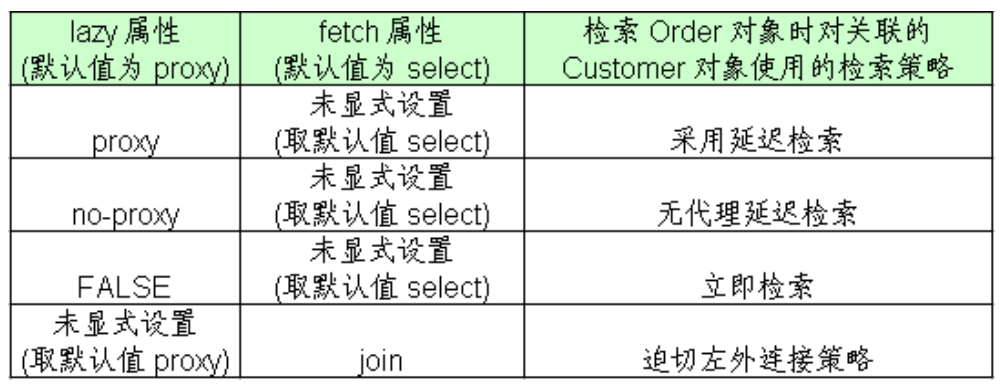 lazy 属性 fetch 属性 检索 Order 对象时对关联的
(默认值为 proxy) (默认值为 select) Customer 对象使用的检索策略
未显式设置
proxy (取默认值 select) 采用延迟检索
未显式设置
no-proxy (取默认值 select) 无代理延迟检索
未显式设置
FALSE (取默认值 select) 立即检索
未显式设置
(取默认值 proxy) join 迫切左外连接策略